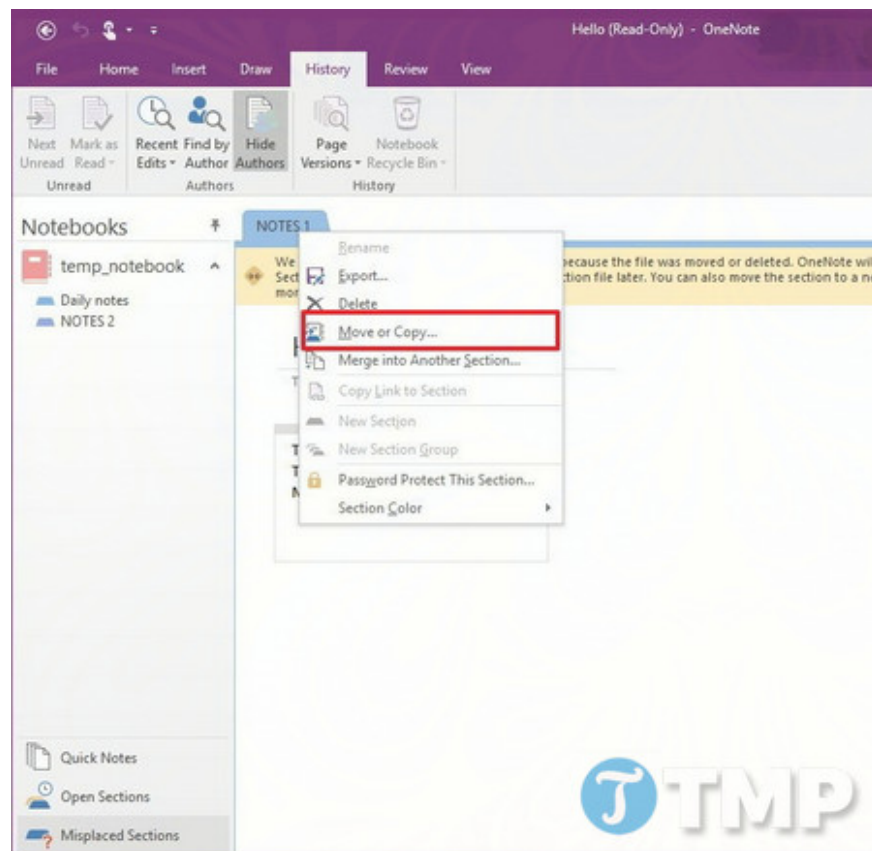 Hello (Read-Only) - OneNote
File Home Insert Draw History Review View
Next Unread
Mark as Read
Recent Edits
Find by Author
Hide Authors
Page Versions
Notebook Recycle Bin
Unread Authors History
Notebooks
temp_notebook
Daily notes
NOTES 2
NOTES 1
We
Sect
mor
because the file was moved or deleted. OneNote wil
ction file later. You can also move the section to a n
Rename
Export...
Delete
Move or Copy...
Merge into Another Section...
Copy Link to Section
New Section
New Section Group
Password Protect This Section...
Section Color
Quick Notes
Open Sections
Misplaced Sections
TMP